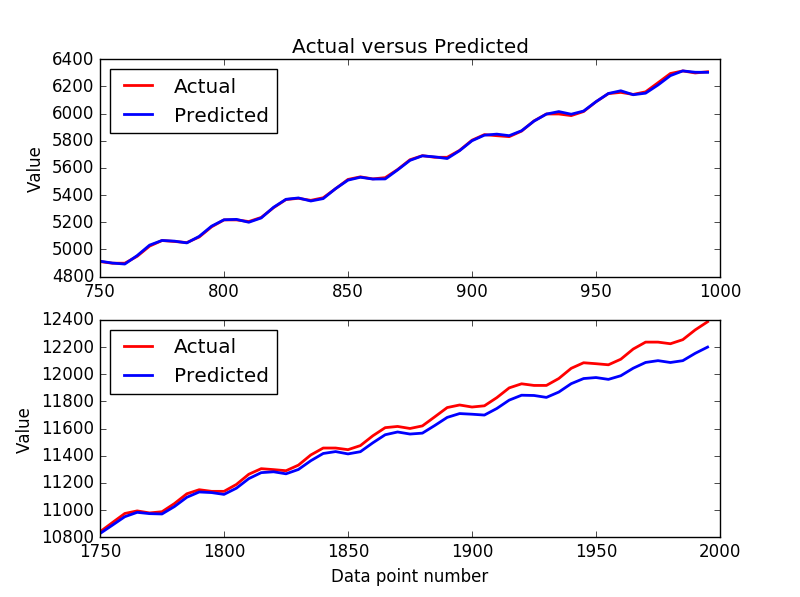 Actual versus Predicted
6400
6200
6000
5800
5600
5400
5200
5000
4800
Value
Actual
Predicted
750 800 850 900 950 1000
12400
12200
12000
11800
11600
11400
11200
11000
10800
Value
Actual
Predicted
1750 1800 1850 1900 1950 2000
Data point number